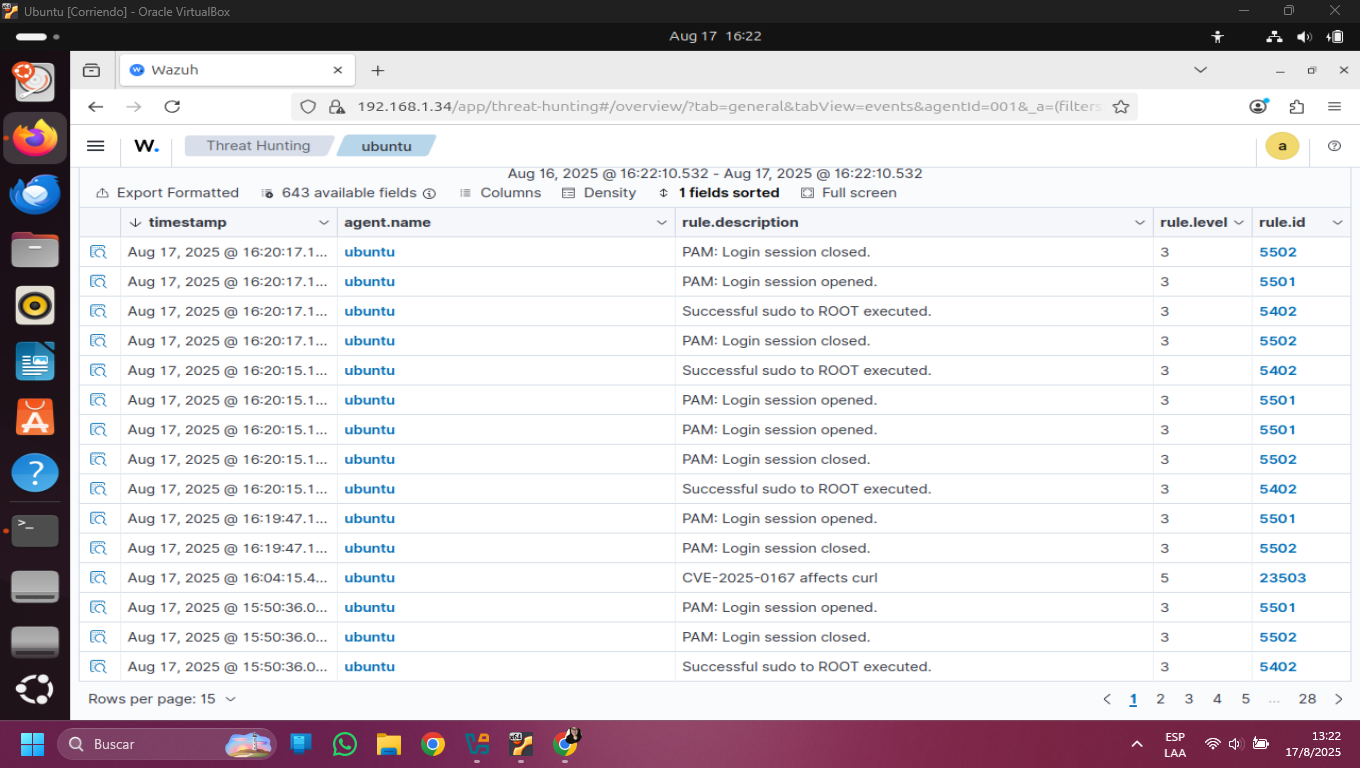 Ubuntu [Corriendo] - Oracle VirtualBox
Aug 17 16:22
Wazuh
192.168.1.34/app/threat-hunting#/overview/?tab=general&tabView=events&agentId=001&_a=(filters
W. Threat Hunting ubuntu a
Aug 16, 2025 @ 16:22:10.532 - Aug 17, 2025 @ 16:22:10.532
Export Formatted 643 available fields Columns Density 1 fields sorted Full screen
timestamp agent.name rule.description rule.level rule.id
Aug 17, 2025 @ 16:20:17.1... ubuntu PAM: Login session closed. 3 5502
Aug 17, 2025 @ 16:20:17.1... ubuntu PAM: Login session opened. 3 5501
Aug 17, 2025 @ 16:20:17.1... ubuntu Successful sudo to ROOT executed. 3 5402
Aug 17, 2025 @ 16:20:17.1... ubuntu PAM: Login session closed. 3 5502
Aug 17, 2025 @ 16:20:15.1... ubuntu Successful sudo to ROOT executed. 3 5402
Aug 17, 2025 @ 16:20:15.1... ubuntu PAM: Login session opened. 3 5501
Aug 17, 2025 @ 16:20:15.1... ubuntu PAM: Login session opened. 3 5501
Aug 17, 2025 @ 16:20:15.1... ubuntu PAM: Login session closed. 3 5502
Aug 17, 2025 @ 16:20:15.1... ubuntu Successful sudo to ROOT executed. 3 5402
Aug 17, 2025 @ 16:19:47.1... ubuntu PAM: Login session opened. 3 5501
Aug 17, 2025 @ 16:19:47.1... ubuntu PAM: Login session closed. 3 5502
Aug 17, 2025 @ 16:04:15.4... ubuntu CVE-2025-0167 affects curl 5 23503
Aug 17, 2025 @ 15:50:36.0... ubuntu PAM: Login session opened. 3 5501
Aug 17, 2025 @ 15:50:36.0... ubuntu PAM: Login session closed. 3 5502
Aug 17, 2025 @ 15:50:36.0... ubuntu Successful sudo to ROOT executed. 3 5402
Rows per page: 15 1 2 3 4 5 ... 28
Buscar
ESP
LAA
13:22
17/8/2025